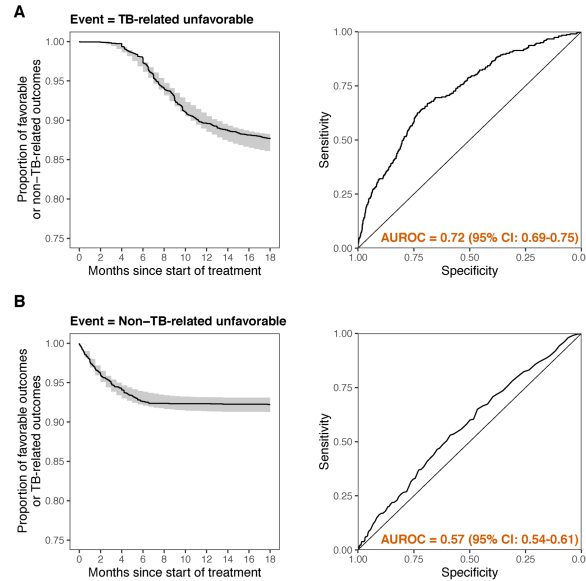 A
Event = TB-related unfavorable
Proportion of favorable
or non−TB−related outcomes
1.00
0.95
0.90
0.85
0.80
0.75
0 2 4 6 8 10 12 14 16 18
Months since start of treatment
Sensitivity
1.00
0.75
0.50
0.25
0.00
AUROC = 0.72 (95% CI: 0.69-0.75)
1.00 0.75 0.50 0.25 0.0
Specificity
B
Event = Non−TB−related unfavorable
Proportion of favorable outcomes
or TB−related outcomes
1.00
0.95
0.90
0.85
0.80
0.75
0 2 4 6 8 10 12 14 16 18
Months since start of treatment
Sensitivity
1.00
0.75
0.50
0.25
0.00
AUROC = 0.57 (95% CI: 0.54-0.61)
1.00 0.75 0.50 0.25 0.0
Specificity